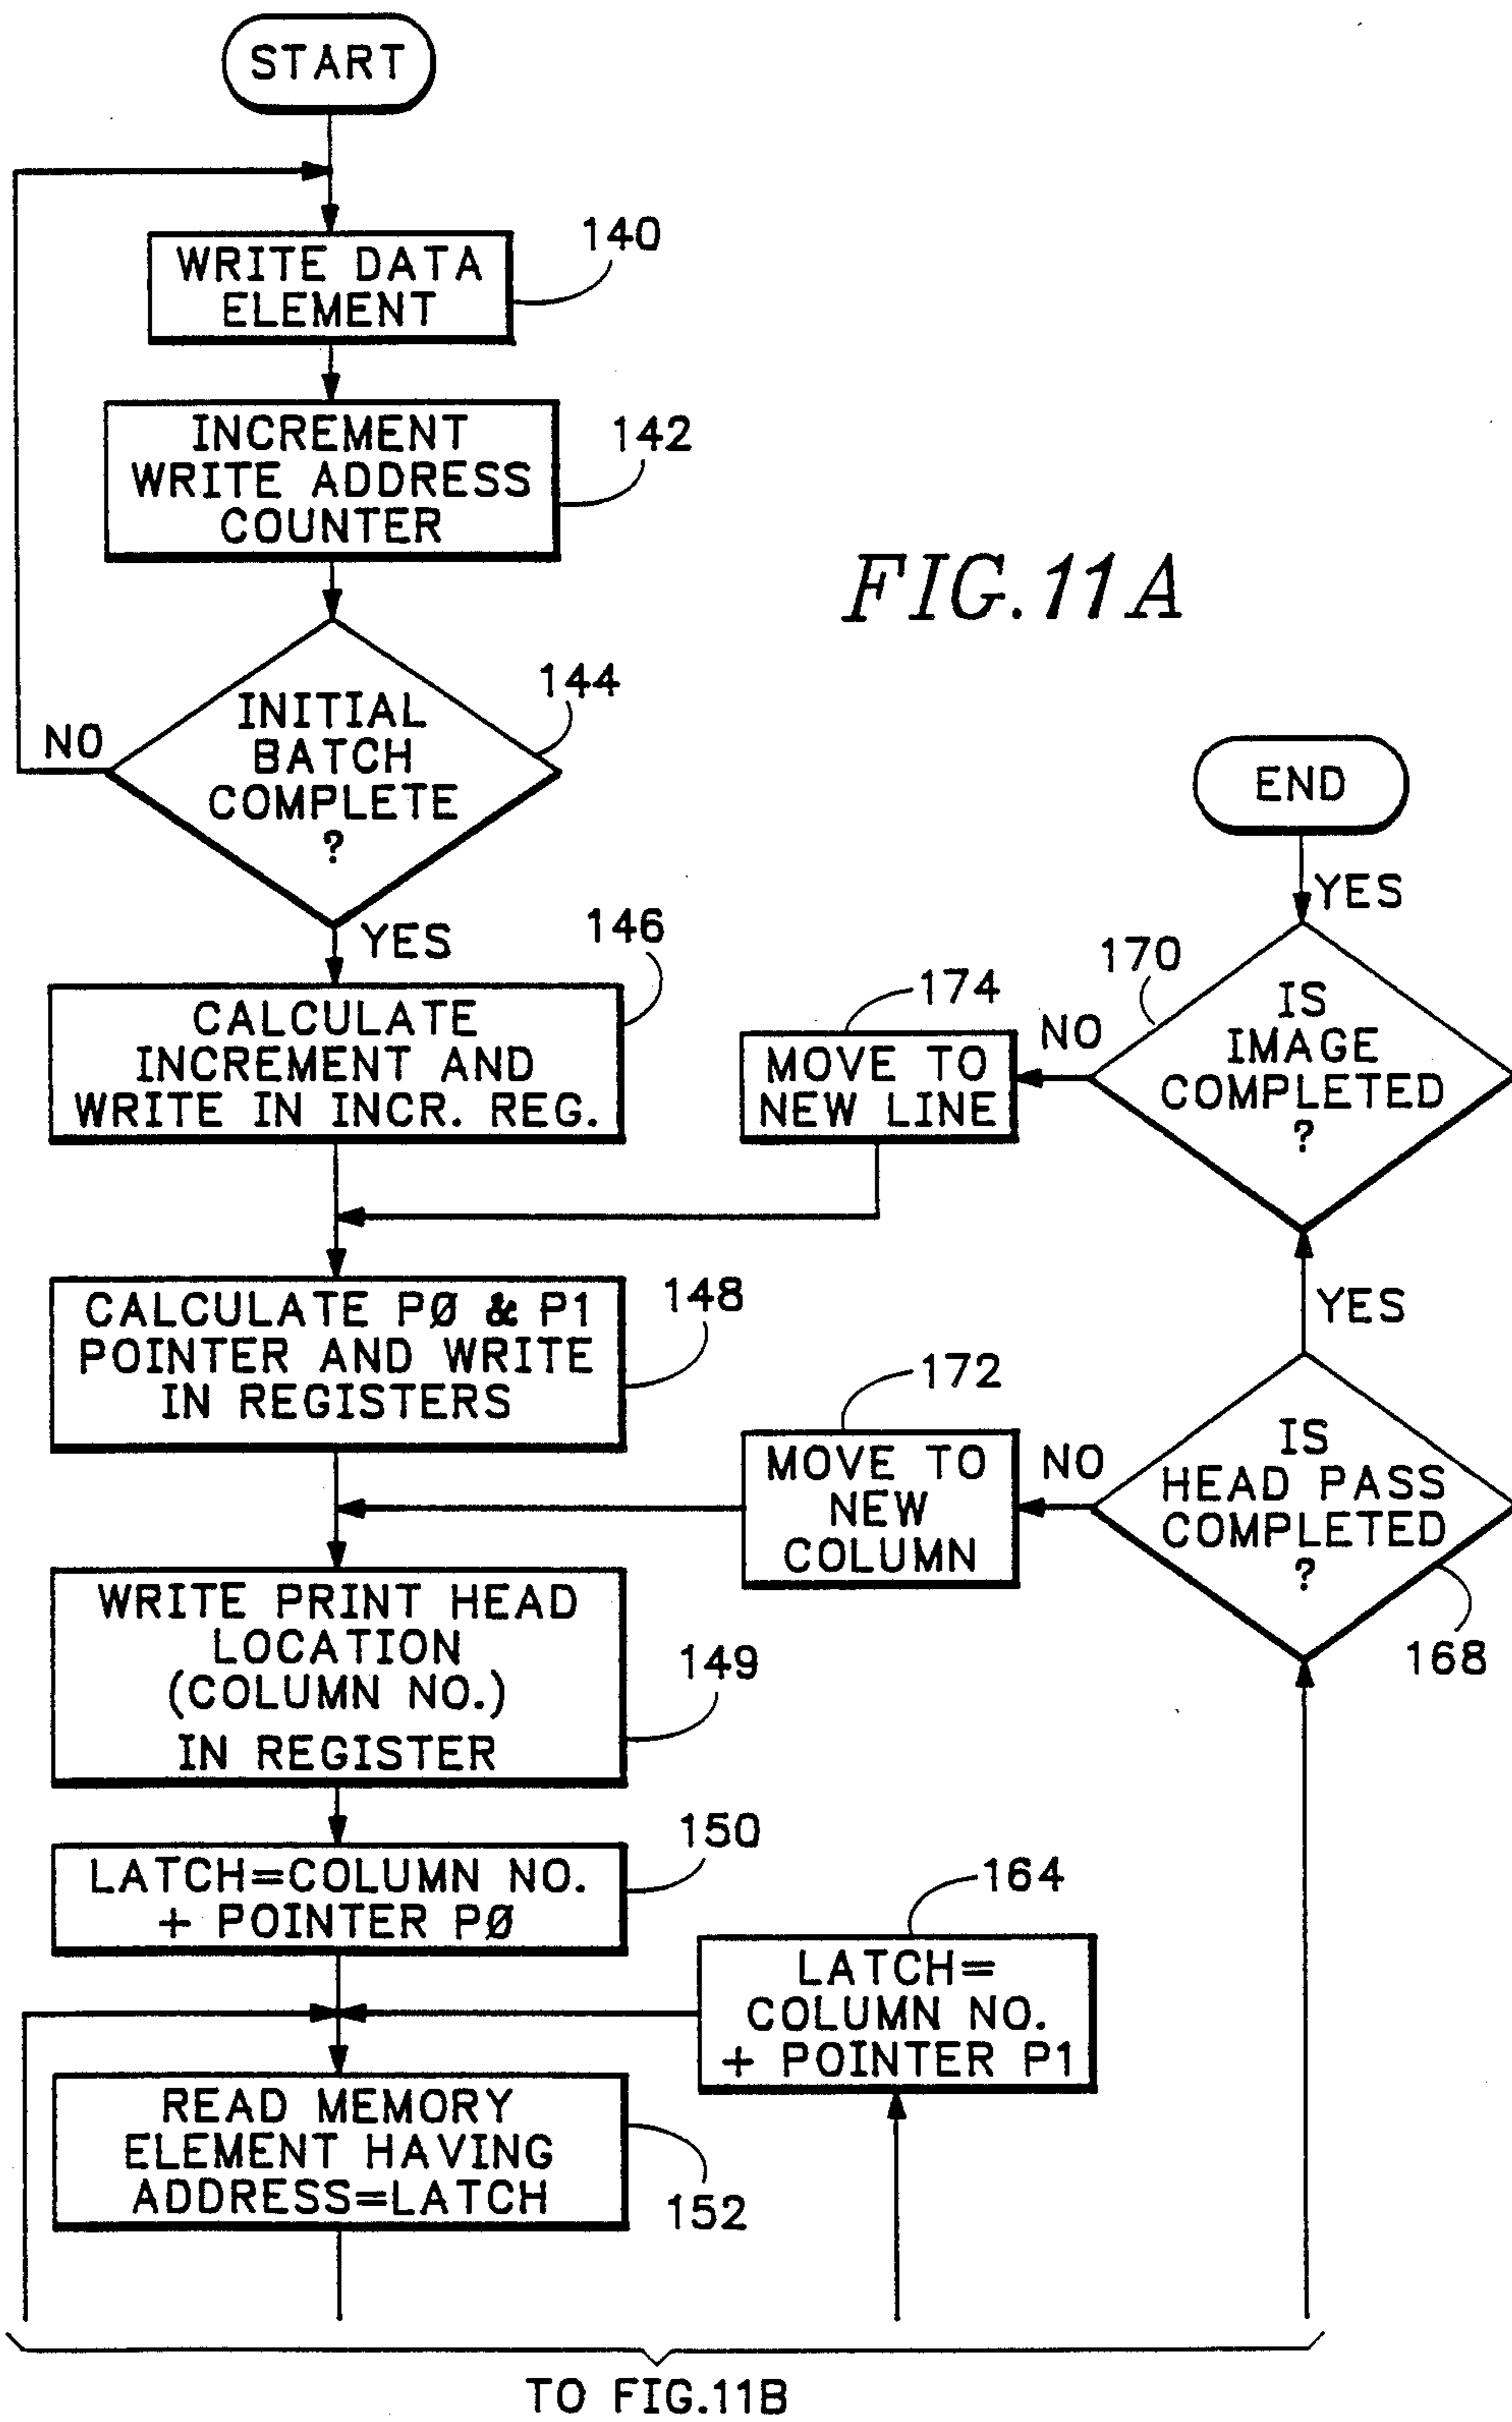 START
140
WRITE DATA
ELEMENT
142
INCREMENT
WRITE ADDRESS
COUNTER
FIG.11A
144
INITIAL
BATCH
COMPLETE
?
NO
YES
146
CALCULATE
INCREMENT AND
WRITE IN INCR. REG.
END
YES
170
IS
IMAGE
COMPLETED
?
NO
174
MOVE TO
NEW LINE
148
CALCULATE PØ & P1
POINTER AND WRITE
IN REGISTERS
YES
172
MOVE TO
NEW
COLUMN
NO
IS
HEAD PASS
COMPLETED
?
168
WRITE PRINT HEAD
LOCATION
(COLUMN NO.)
IN REGISTER
149
150
LATCH=COLUMN NO.
+ POINTER PØ
164
LATCH=
COLUMN NO.
+ POINTER P1
READ MEMORY
ELEMENT HAVING
ADDRESS=LATCH
152
TO FIG.11B